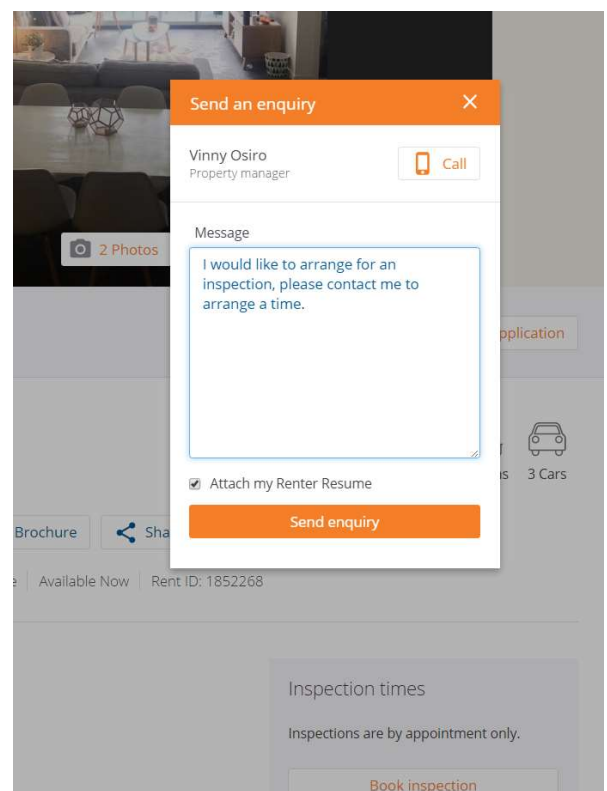 Send an enquiry
Vinny Osiro
Property manager
Call
Message
2 Photos
I would like to arrange for an
inspection, please contact me to
arrange a time.
3 Cars
Attach my Renter Resume
Send enquiry
Brochure
Available Now
Rent ID: 1852268
Inspection times
Inspections are by appointment only.
Book inspection